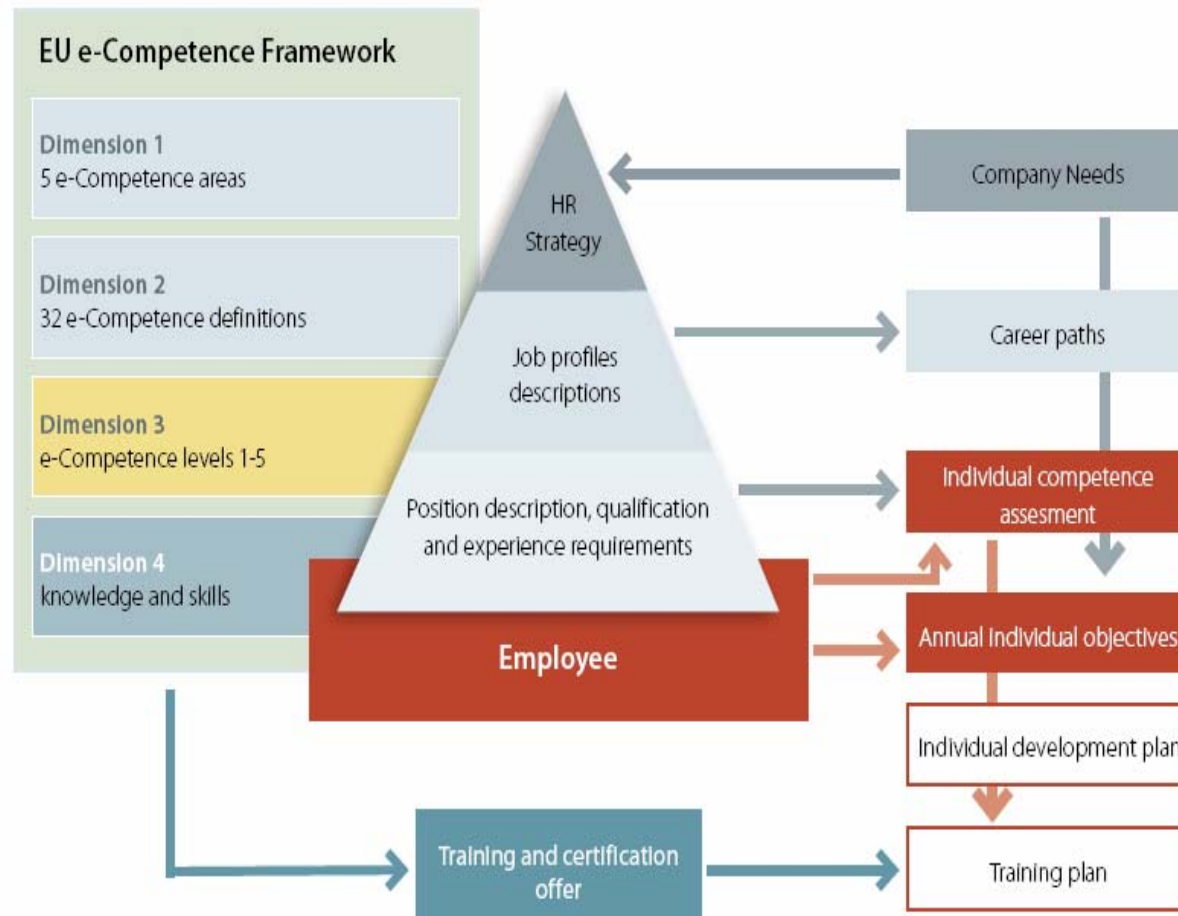 EU e-Competence Framework
Dimension 1
5 e-Competence areas
Dimension 2
32 e-Competence definitions
Dimension 3
e-Competence levels 1-5
Dimension 4
knowledge and skills
HR
Strategy
Job profiles
descriptions
Position description, qualification
and experience requirements
Employee
Training and certification
offer
Company Needs
Career paths
Individual competence
assesment
Annual individual objectives
Individual development plan
Training plan